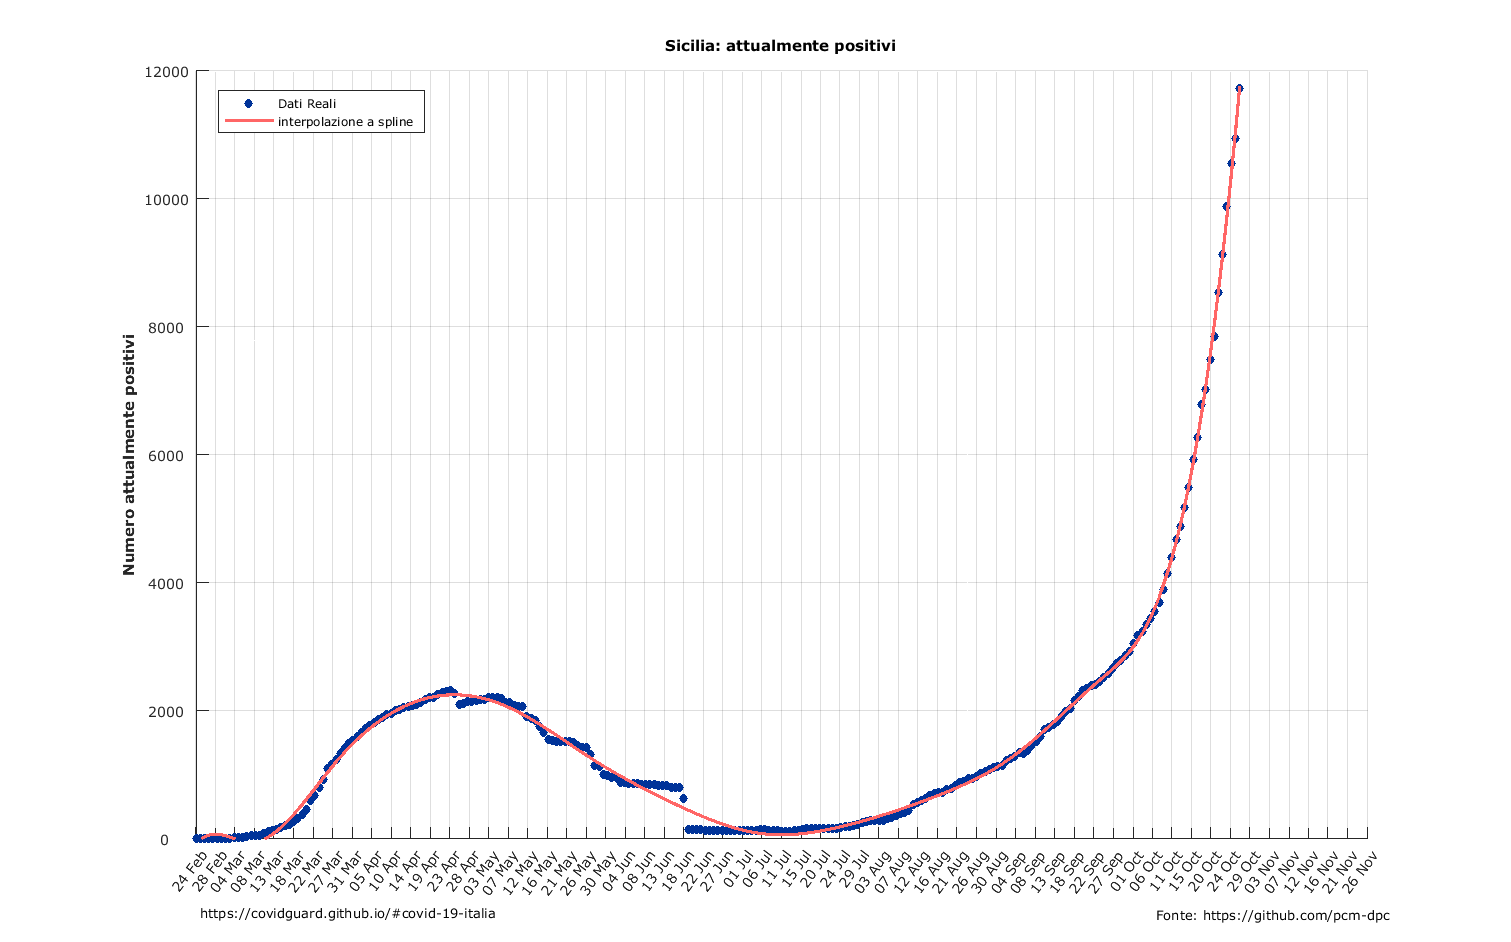 Sicilia: attualmente positivi
12000
10000
8000
6000
4000
2000
0
Numero attualmente positivi
Dati Reali
interpolazione a spline
24 Feb
28 Feb
04 Mar
08 Mar
13 Mar
18 Mar
22 Mar
27 Mar
31 Mar
05 Apr
10 Apr
14 Apr
19 Apr
23 Apr
28 Apr
03 May
07 May
12 May
16 May
21 May
26 May
30 May
04 Jun
08 Jun
13 Jun
18 Jun
22 Jun
27 Jun
01 Jul
06 Jul
11 Jul
15 Jul
20 Jul
24 Jul
29 Jul
03 Aug
07 Aug
12 Aug
16 Aug
21 Aug
26 Aug
30 Aug
04 Sep
08 Sep
13 Sep
18 Sep
22 Sep
27 Sep
01 Oct
06 Oct
11 Oct
15 Oct
20 Oct
24 Oct
29 Oct
03 Nov
07 Nov
12 Nov
16 Nov
21 Nov
26 Nov
https://covidguard.github.io/#covid-19-italia
Fonte: https://github.com/pcm-dpc